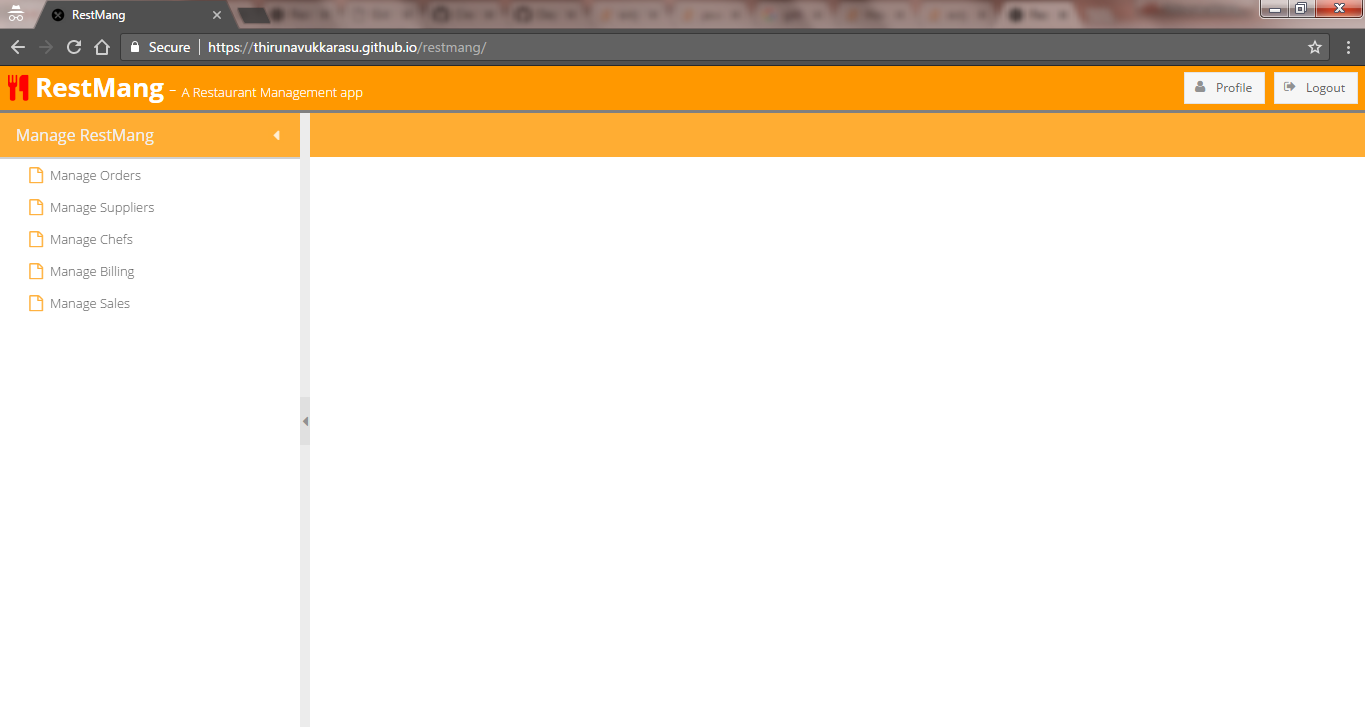 RestMang
Secure https://thirunavukkarasu.github.io/restmang/
RestMang - A Restaurant Management app
Profile
Logout
Manage RestMang
Manage Orders
Manage Suppliers
Manage Chefs
Manage Billing
Manage Sales